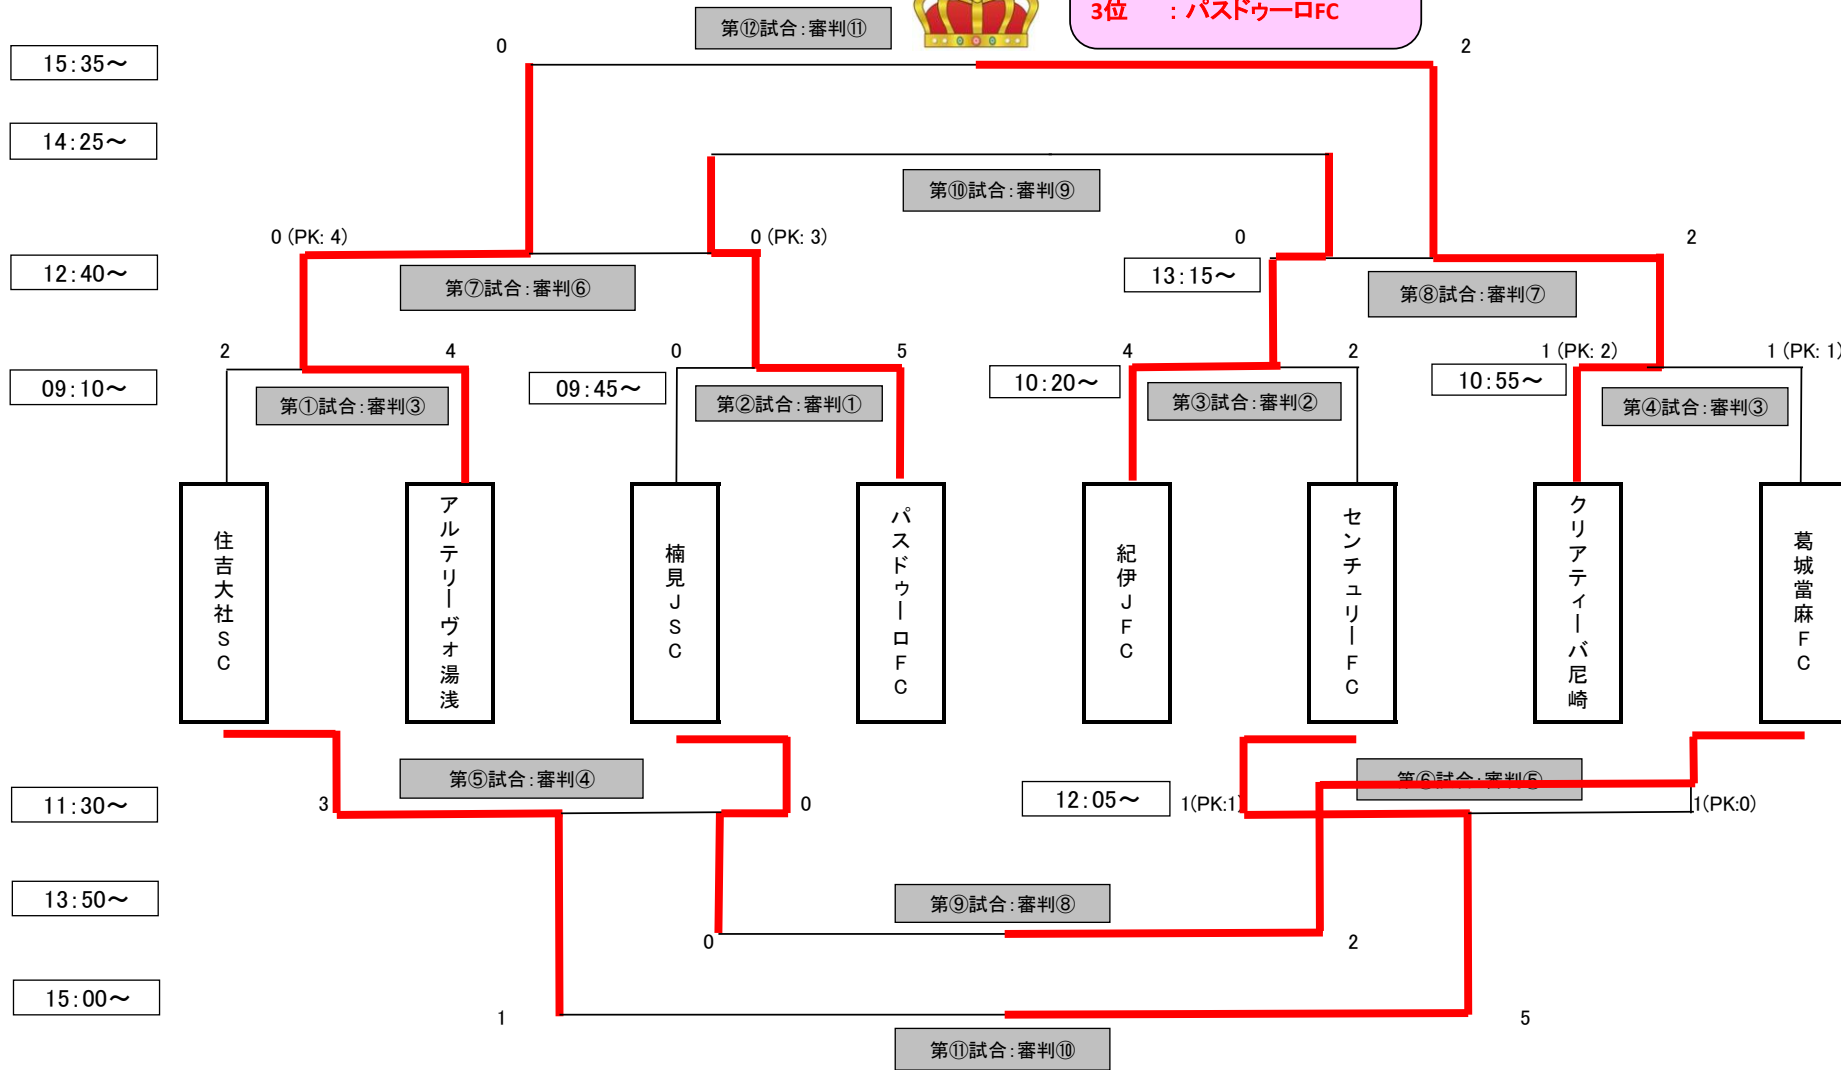 3位 : パスドゥーロFC
第⑫試合:審判⑪
0
2
15:35～
14:25～
第⑩試合:審判⑨
0 (PK: 4)
0 (PK: 3)
0
2
12:40～
第⑦試合:審判⑥
13:15～
第⑧試合:審判⑦
2
4
0
5
4
2
1 (PK: 2)
1 (PK: 1)
09:10～
第①試合:審判③
09:45～
第②試合:審判①
10:20～
第③試合:審判②
10:55～
第④試合:審判③
住吉大社SC
アルテリーヴォ湯浅
楠見JSC
パスドゥーロFC
紀伊JFC
センチュリーFC
クリアティーバ尼崎
葛城當麻FC
第⑤試合:審判④
第⑥試合:審判⑤
11:30～
3
0
12:05～
1(PK:1)
1(PK:0)
13:50～
第⑨試合:審判⑧
0
2
15:00～
1
5
第⑪試合:審判⑩